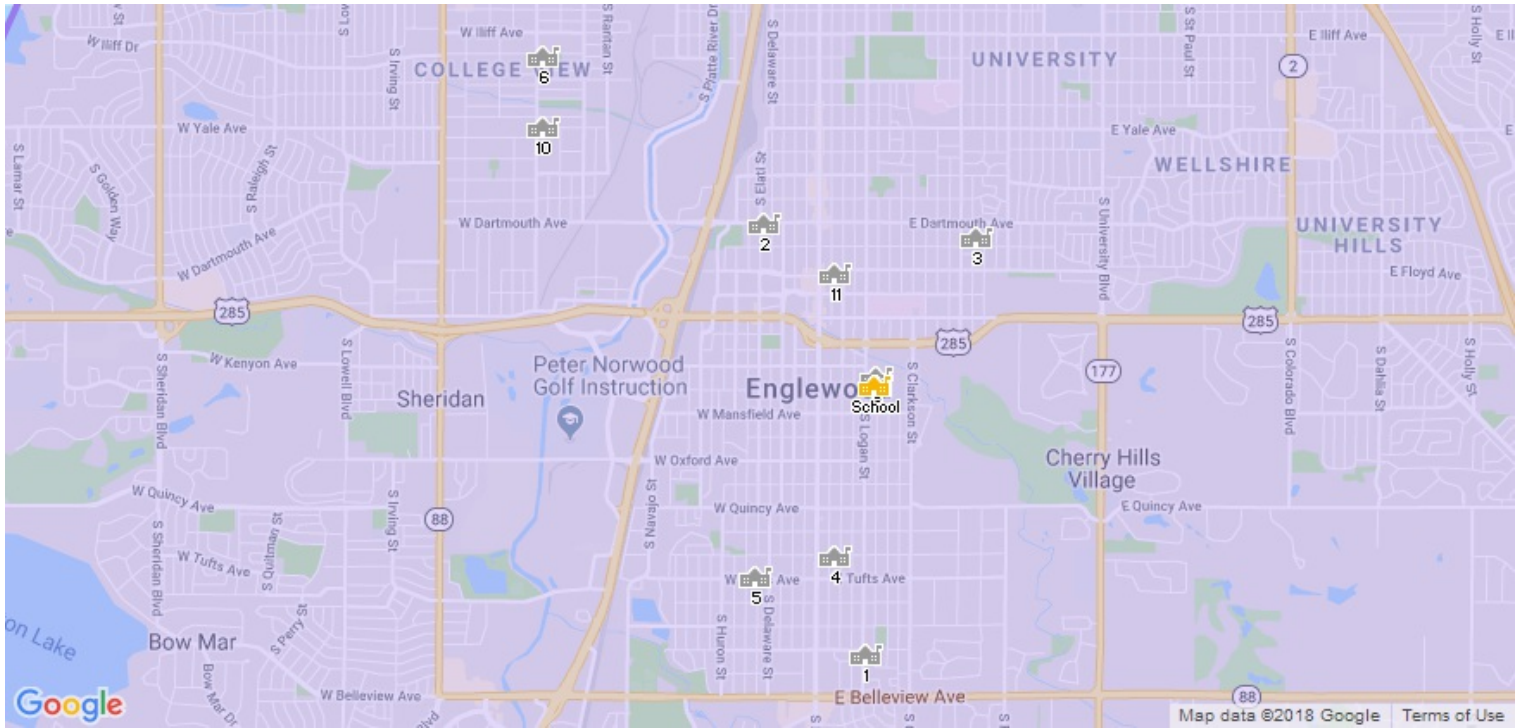 W Iliff Dr
S Irving St
W Iliff Ave
S Raritan St
COLLEGE VIEW
6
S Platte River Dr
S Delaware St
UNIVERSITY
S St Paul St
2
E Iliff Ave
S Holly St
W Yale Ave
10
E Yale Ave
WELLSHIRE
S Lamar St
S Golden Way
S Raleigh St
S Elati St
W Dartmouth Ave
W Dartmouth Ave
2
E Dartmouth Ave
3
S University Blvd
UNIVERSITY
HILLS
E Floyd Ave
11
285
285
285
W Kenyon Ave
S Sheridan Blvd
S Lowell Blvd
Sheridan
Peter Norwood
Golf Instruction
Englewo
School
W Mansfield Ave
S Logan St
S Clarkson St
177
S Colorado Blvd
S Dahlia St
S Holly St
W Oxford Ave
Cherry Hills
Village
W Quincy Ave
S Irving St
88
S Navajo St
W Quincy Ave
E Quincy Ave
S Sheridan Blvd
W Tufts Ave
S Quitman St
W Ave
5
4
Tufts Ave
on Lake
Bow Mar
S Perry St
S Huron St
S Delaware St
1
Bow Mar Dr
W Belleview Ave
E Belleview Ave
88
Google
Map data ©2018 Google
Terms of Use